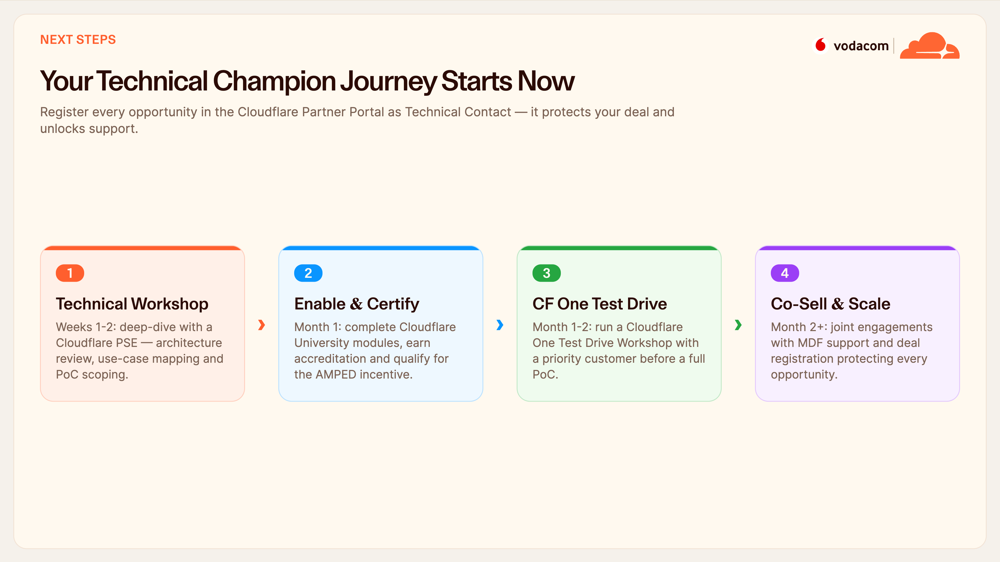 NEXT STEPS
vodacom
Your Technical Champion Journey Starts Now
Register every opportunity in the Cloudflare Partner Portal as Technical Contact — it protects your deal and
unlocks support.
1
Technical Workshop
Weeks 1-2: deep-dive with a
Cloudflare PSE — architecture
review, use-case mapping and
PoC scoping.
›
2
Enable & Certify
Month 1: complete Cloudflare
University modules, earn
accreditation and qualify for
the AMPED incentive.
›
3
CF One Test Drive
Month 1-2: run a Cloudflare
One Test Drive Workshop with
a priority customer before a full
PoC.
›
4
Co-Sell & Scale
Month 2+: joint engagements
with MDF support and deal
registration protecting every
opportunity.